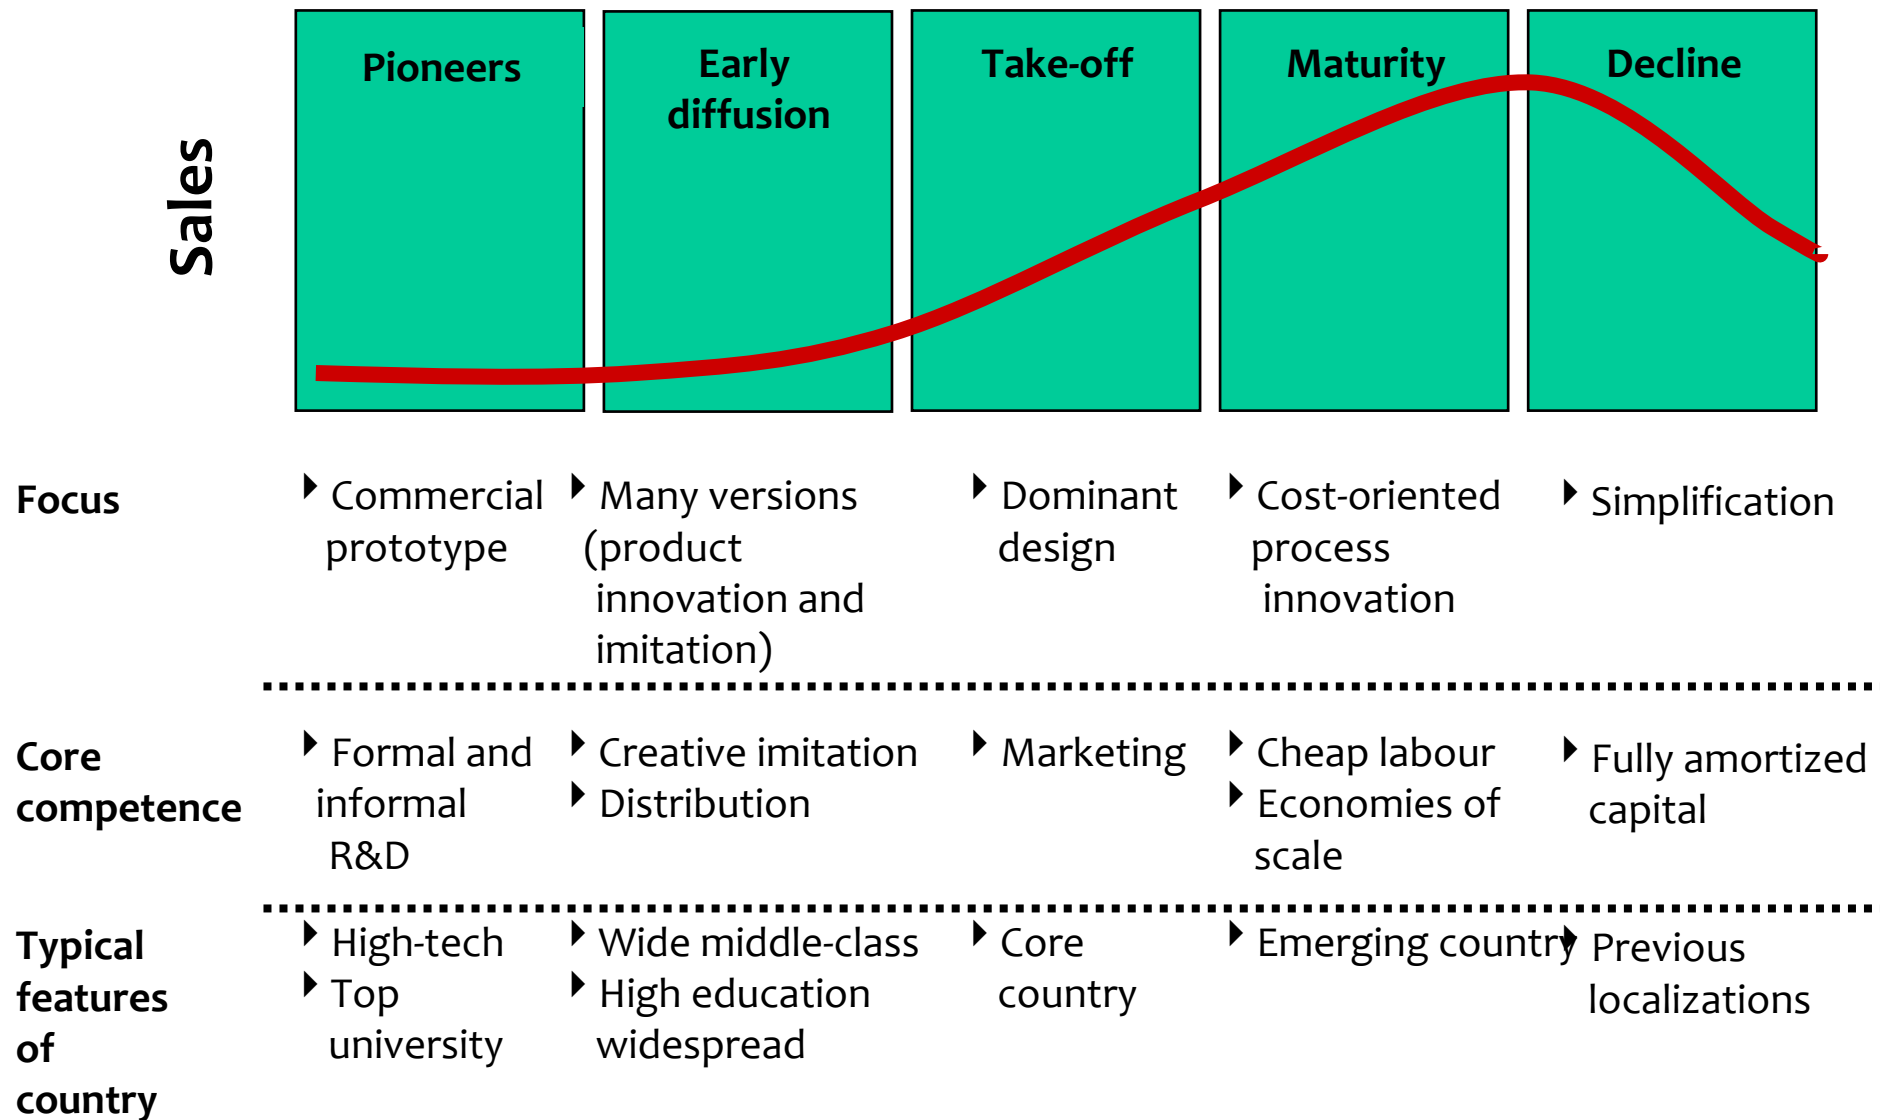 Pioneers
Early
diffusion
Take-off
Maturity
Decline
Sales
Focus
Commercial
prototype
Many versions
(product
innovation and
imitation)
Dominant
design
Cost-oriented
process
innovation
Simplification
Core
competence
Formal and
informal
R&D
Creative imitation
Distribution
Marketing
Cheap labour
Economies of
scale
Fully amortized
capital
Typical
features
of
country
High-tech
Top
university
Wide middle-class
High education
widespread
Core
country
Emerging country
Previous
localizations